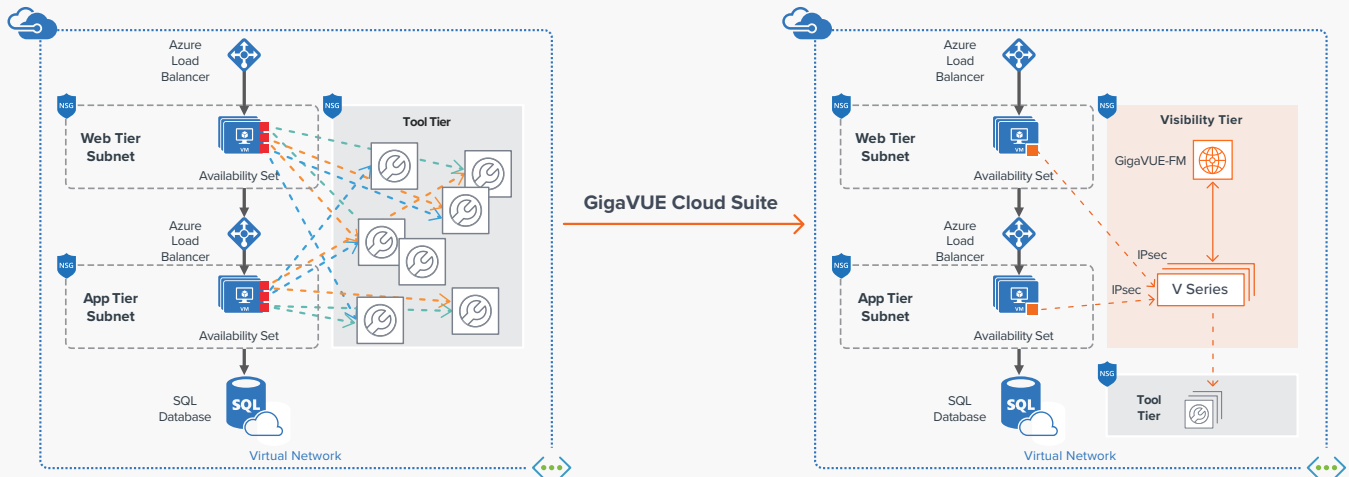 Azure
Load
Balancer
NSG
NSG
Web Tier
Subnet
VM
Availability Set
Tool Tier
Azure
Load
Balancer
NSG
App Tier
Subnet
VM
Availability Set
SQL
Database
SQL
Virtual Network
GigaVUE Cloud Suite
Azure
Load
Balancer
NSG
NSG
Web Tier
Subnet
VM
Availability Set
Visibility Tier
GigaVUE-FM
Azure
Load
Balancer
NSG
App Tier
Subnet
VM
Availability Set
IPsec
IPsec
V Series
NSG
Tool
Tier
SQL
Database
SQL
Virtual Network